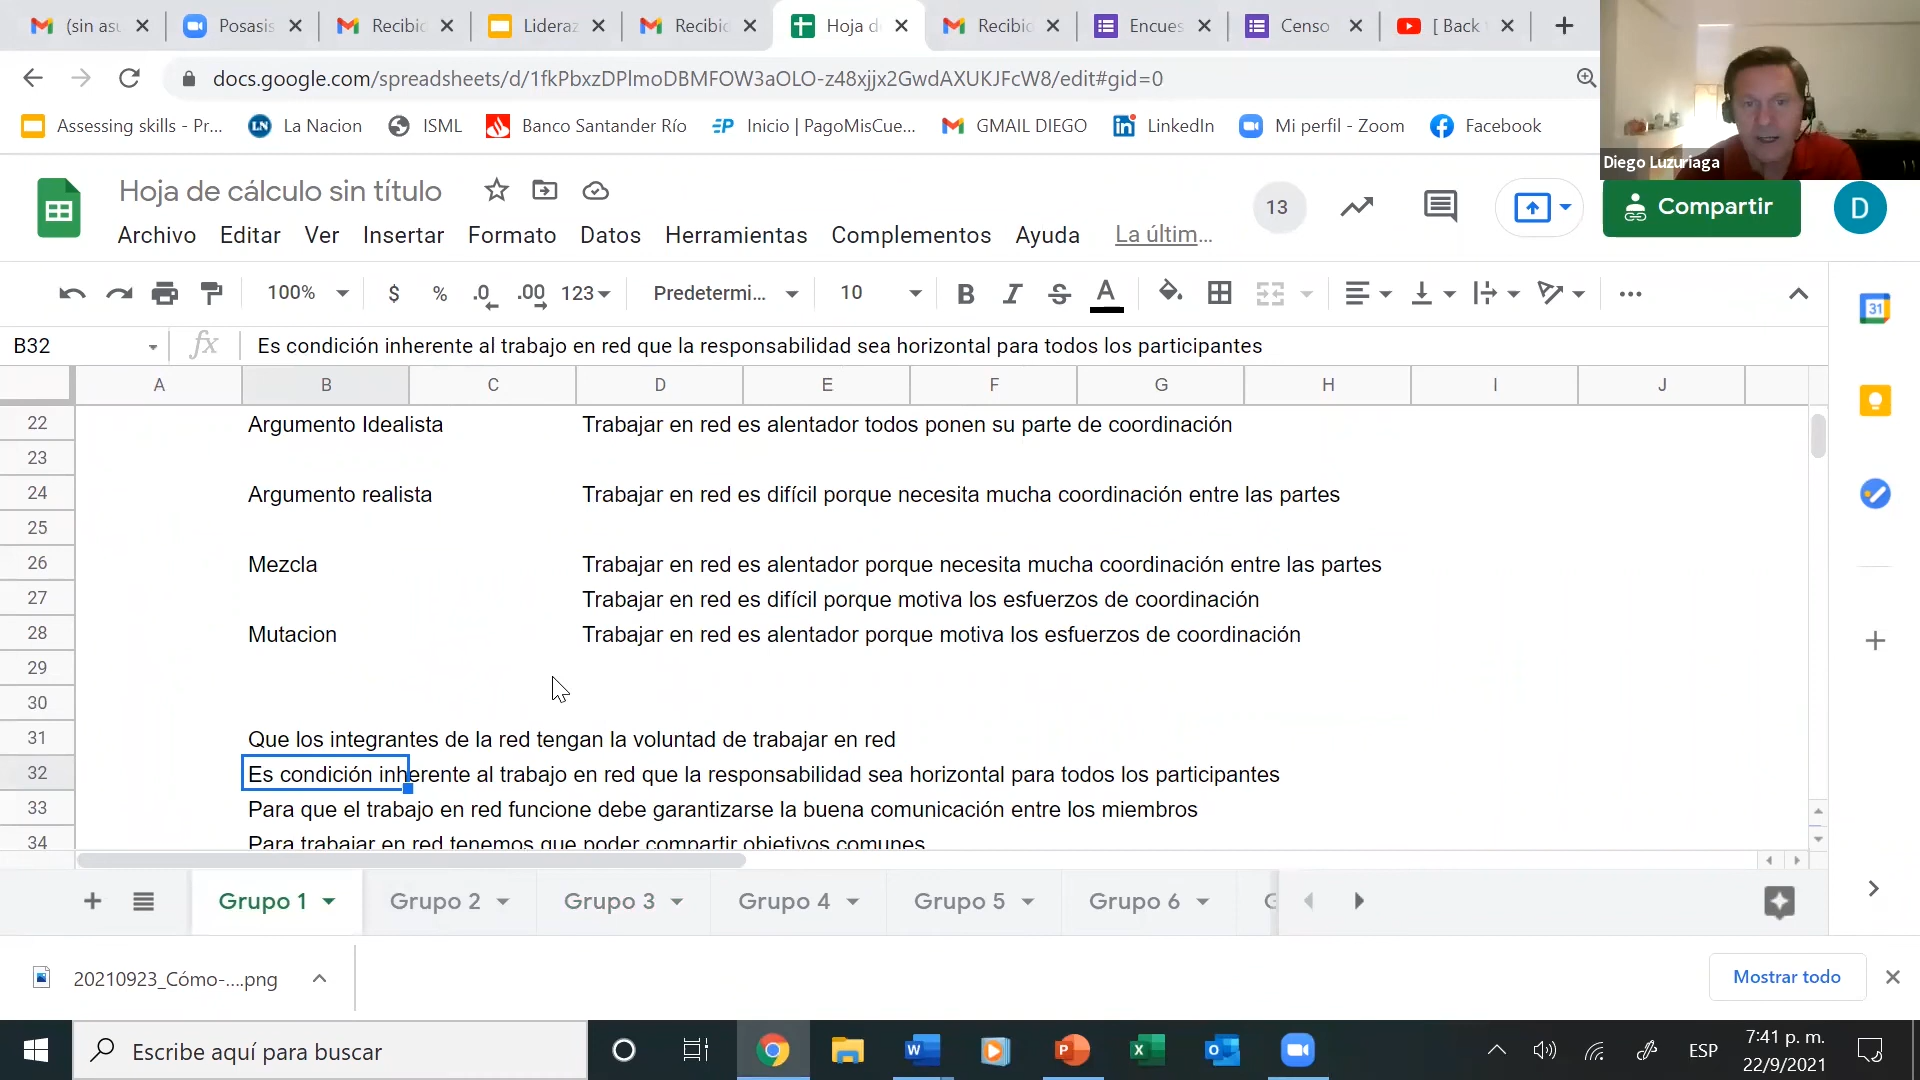 (sin asu
Posasis
Recibid
Lideraz
Recibid
Hoja d
Recibid
Encues
Censo
[ Back
docs.google.com/spreadsheets/d/1fkPbxzDPlmoDBMFOW3aOLO-z48xjjx2GwdAXUKJFcW8/edit#gid=0
Assessing skills - Pr...
LN La Nacion
ISML
Banco Santander Río
Inicio | PagoMisCue...
GMAIL DIEGO
LinkedIn
Mi perfil - Zoom
Facebook
Diego Luzuriaga
Hoja de cálculo sin título
13
Compartir
D
Archivo Editar Ver Insertar Formato Datos Herramientas Complementos Ayuda La últim...
100% $ % .0 .00 123 Predetermi... 10 B I S A
31
B32 fx Es condición inherente al trabajo en red que la responsabilidad sea horizontal para todos los participantes
A B C D E F G H I J
22 Argumento Idealista Trabajar en red es alentador todos ponen su parte de coordinación
23
24 Argumento realista Trabajar en red es difícil porque necesita mucha coordinación entre las partes
25
26 Mezcla Trabajar en red es alentador porque necesita mucha coordinación entre las partes
27 Trabajar en red es difícil porque motiva los esfuerzos de coordinación
28 Mutacion Trabajar en red es alentador porque motiva los esfuerzos de coordinación
29
30
31 Que los integrantes de la red tengan la voluntad de trabajar en red
32 Es condición inherente al trabajo en red que la responsabilidad sea horizontal para todos los participantes
33 Para que el trabajo en red funcione debe garantizarse la buena comunicación entre los miembros
34 Para trabajar en red tenemos que poder compartir objetivos comunes
Grupo 1 Grupo 2 Grupo 3 Grupo 4 Grupo 5 Grupo 6 G
20210923_Cómo-....png
Mostrar todo
Escribe aquí para buscar
ESP
7:41 p. m.
22/9/2021